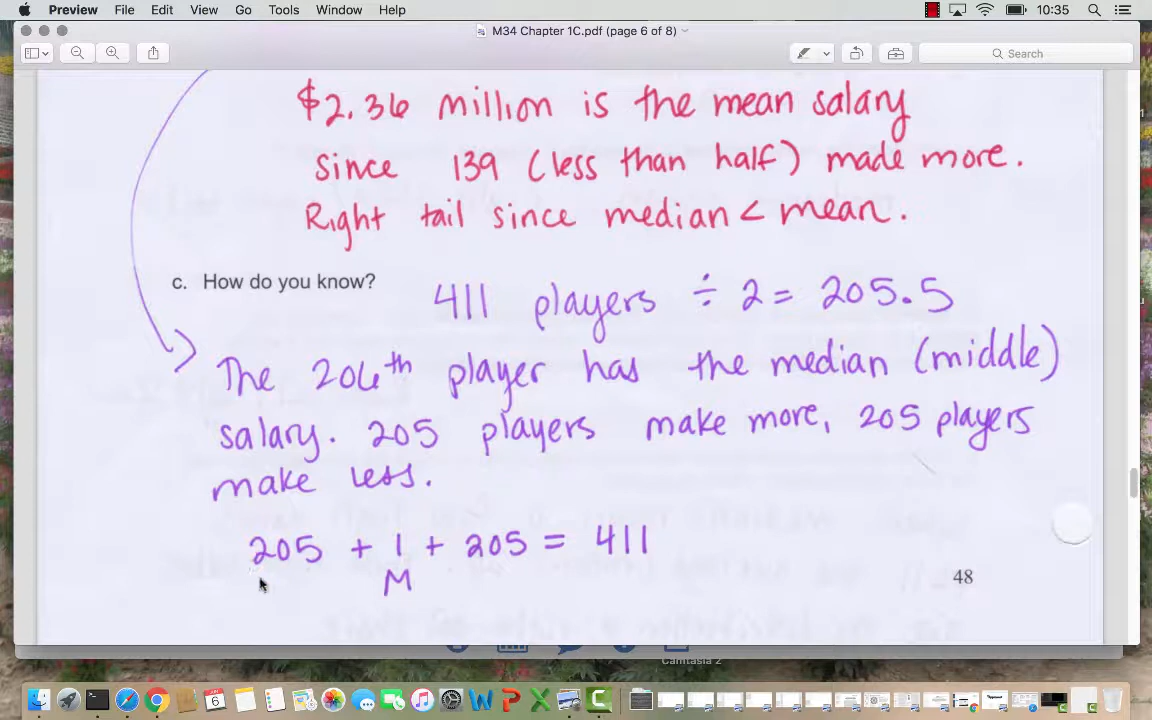 Preview File Edit View Go Tools Window Help 10:35
M34 Chapter 1C.pdf (page 6 of 8)
Search
$2.36 million is the mean salary
since 139 (less than half) made more.
Right tail since median < mean.
c. How do you know?
411 players ÷ 2 = 205.5
The 206th player has the median (middle)
salary. 205 players make more, 205 players
make less.
205 + 1 + 205 = 411
M
48
Camtasia 2
6